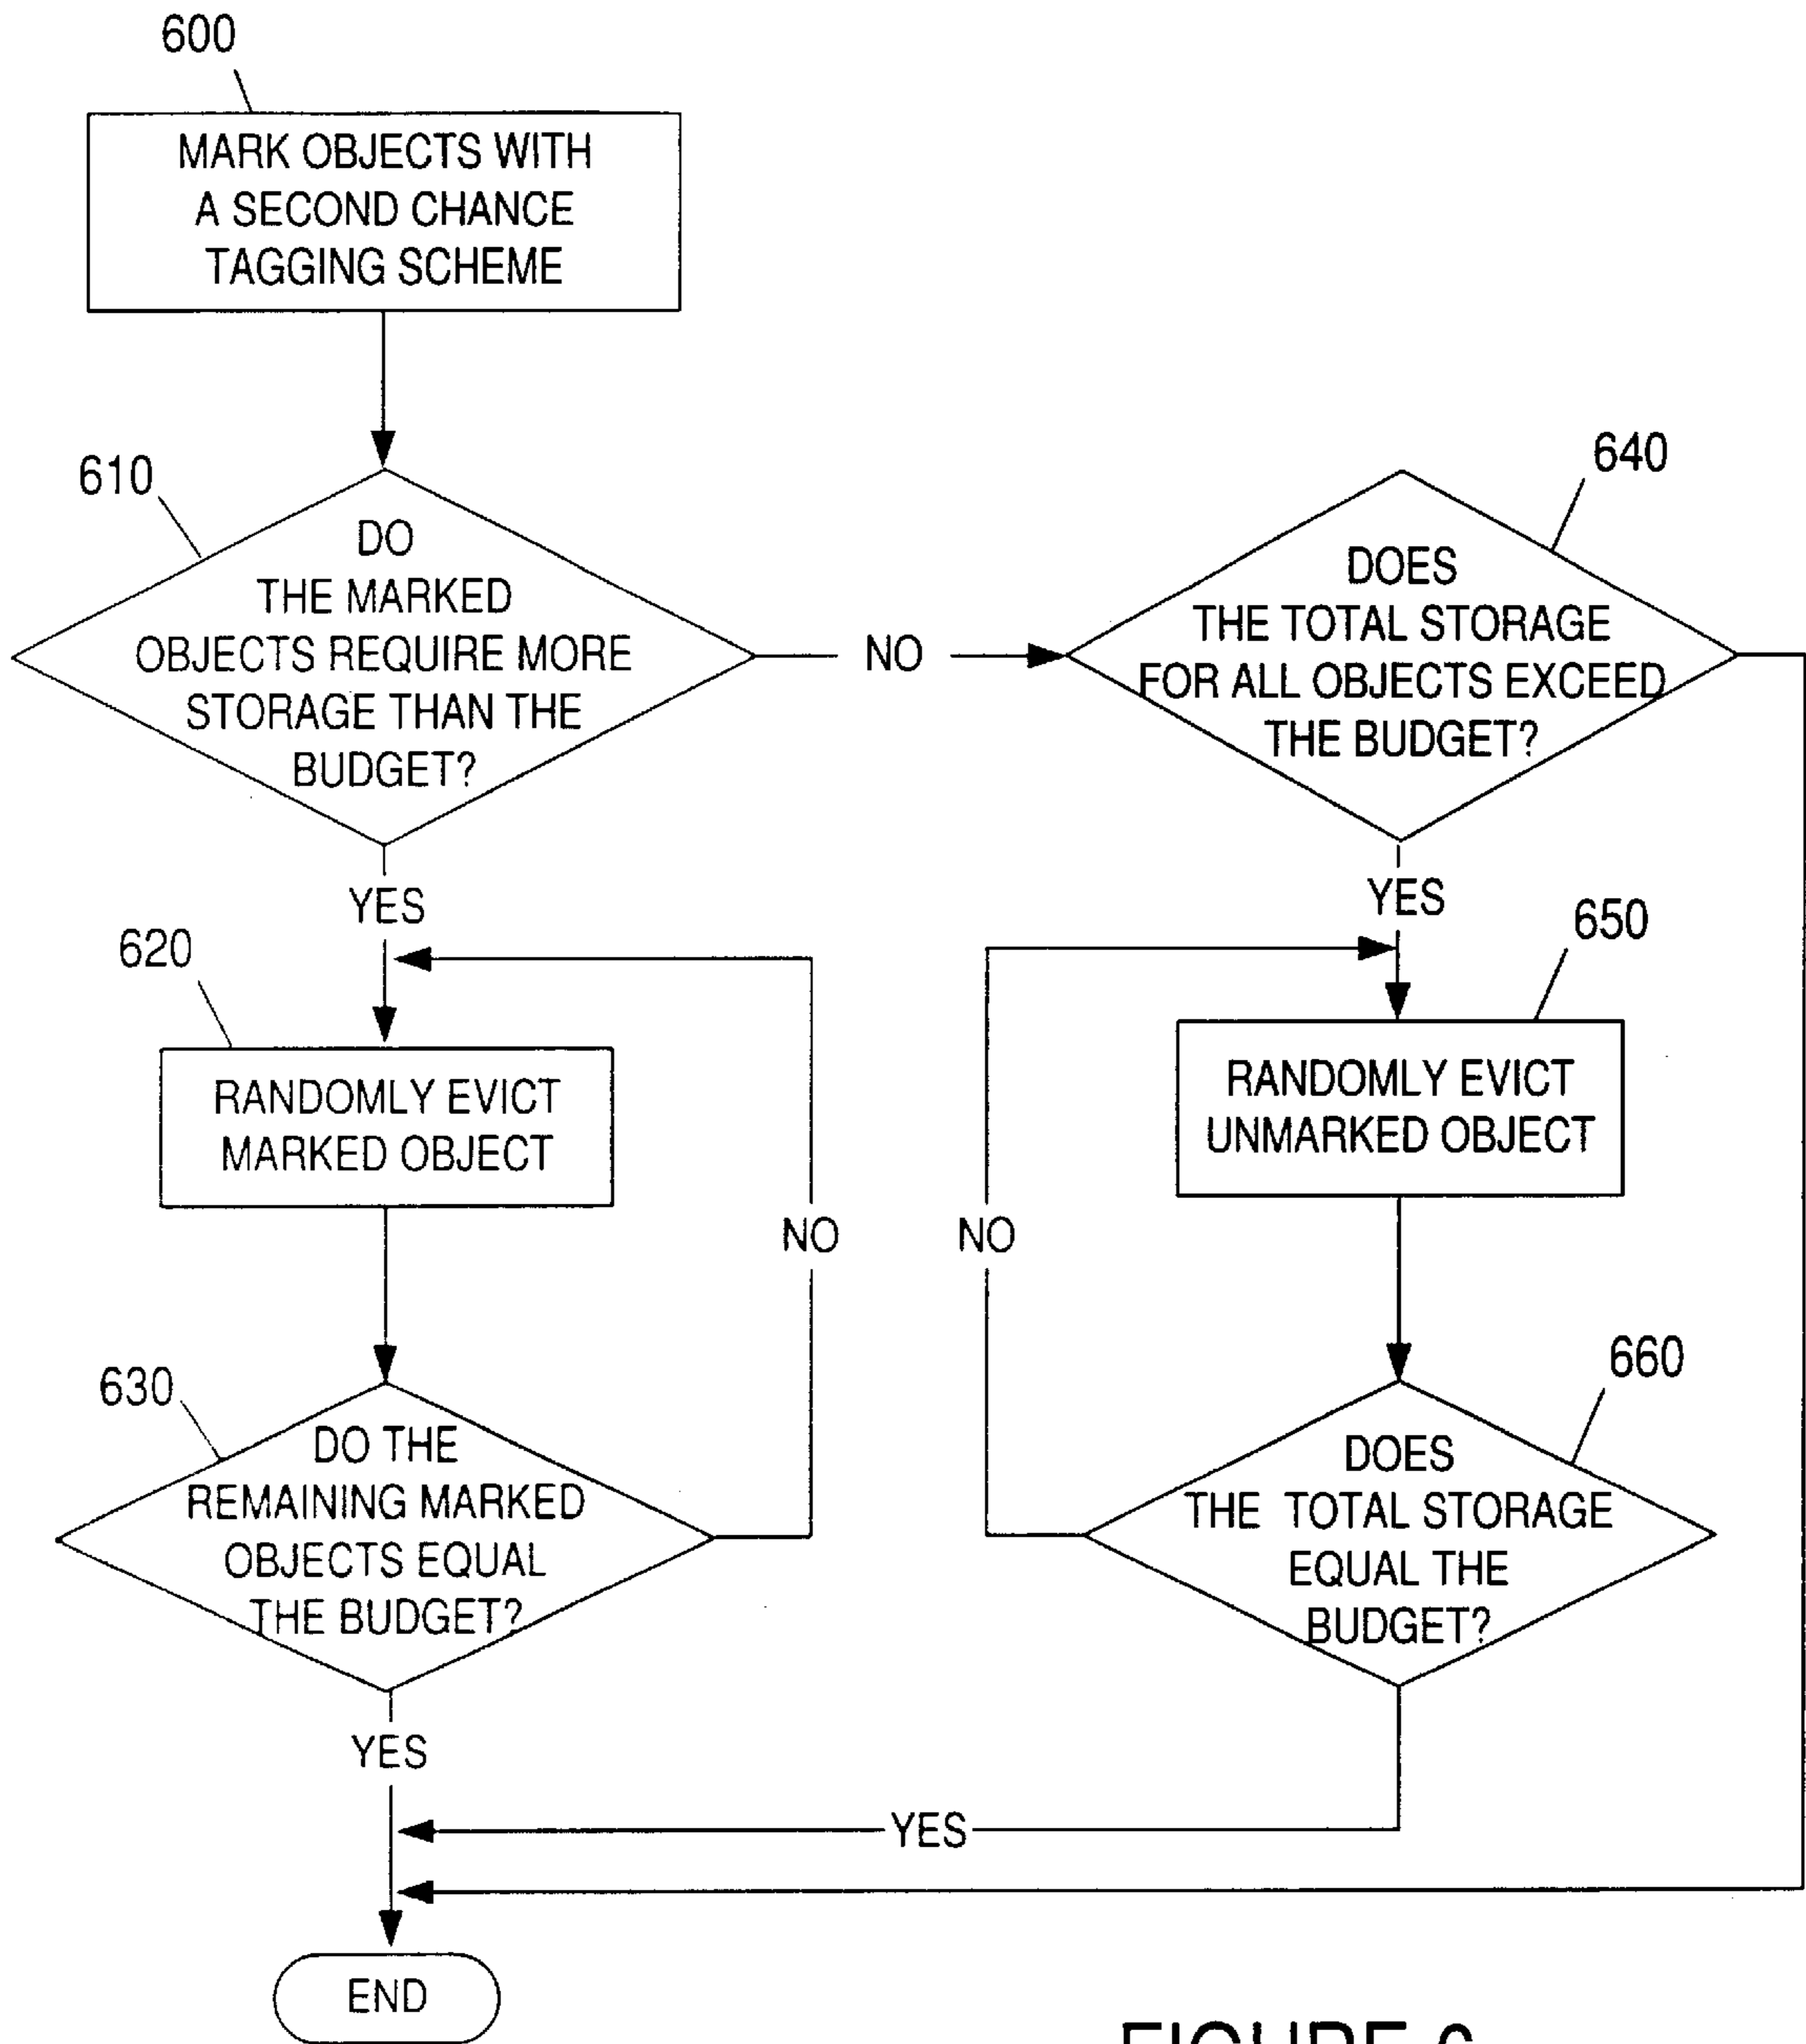 600
MARK OBJECTS WITH
A SECOND CHANCE
TAGGING SCHEME
610
DO
THE MARKED
OBJECTS REQUIRE MORE
STORAGE THAN THE
BUDGET?
NO
640
DOES
THE TOTAL STORAGE
FOR ALL OBJECTS EXCEED
THE BUDGET?
YES
YES
620
RANDOMLY EVICT
MARKED OBJECT
NO
650
RANDOMLY EVICT
UNMARKED OBJECT
NO
630
DO THE
REMAINING MARKED
OBJECTS EQUAL
THE BUDGET?
660
DOES
THE TOTAL STORAGE
EQUAL THE
BUDGET?
YES
YES
END
FIGURE 6